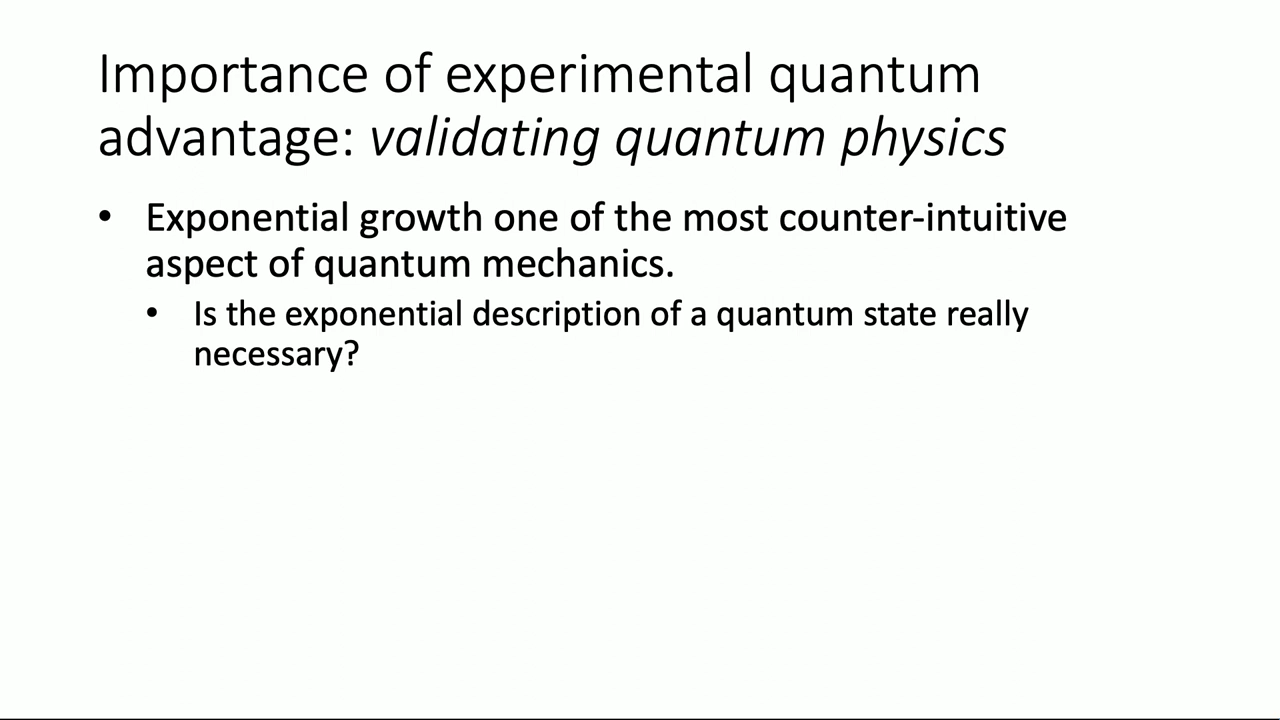 Importance of experimental quantum
advantage: validating quantum physics
• Exponential growth one of the most counter-intuitive
aspect of quantum mechanics.
• Is the exponential description of a quantum state really
necessary?